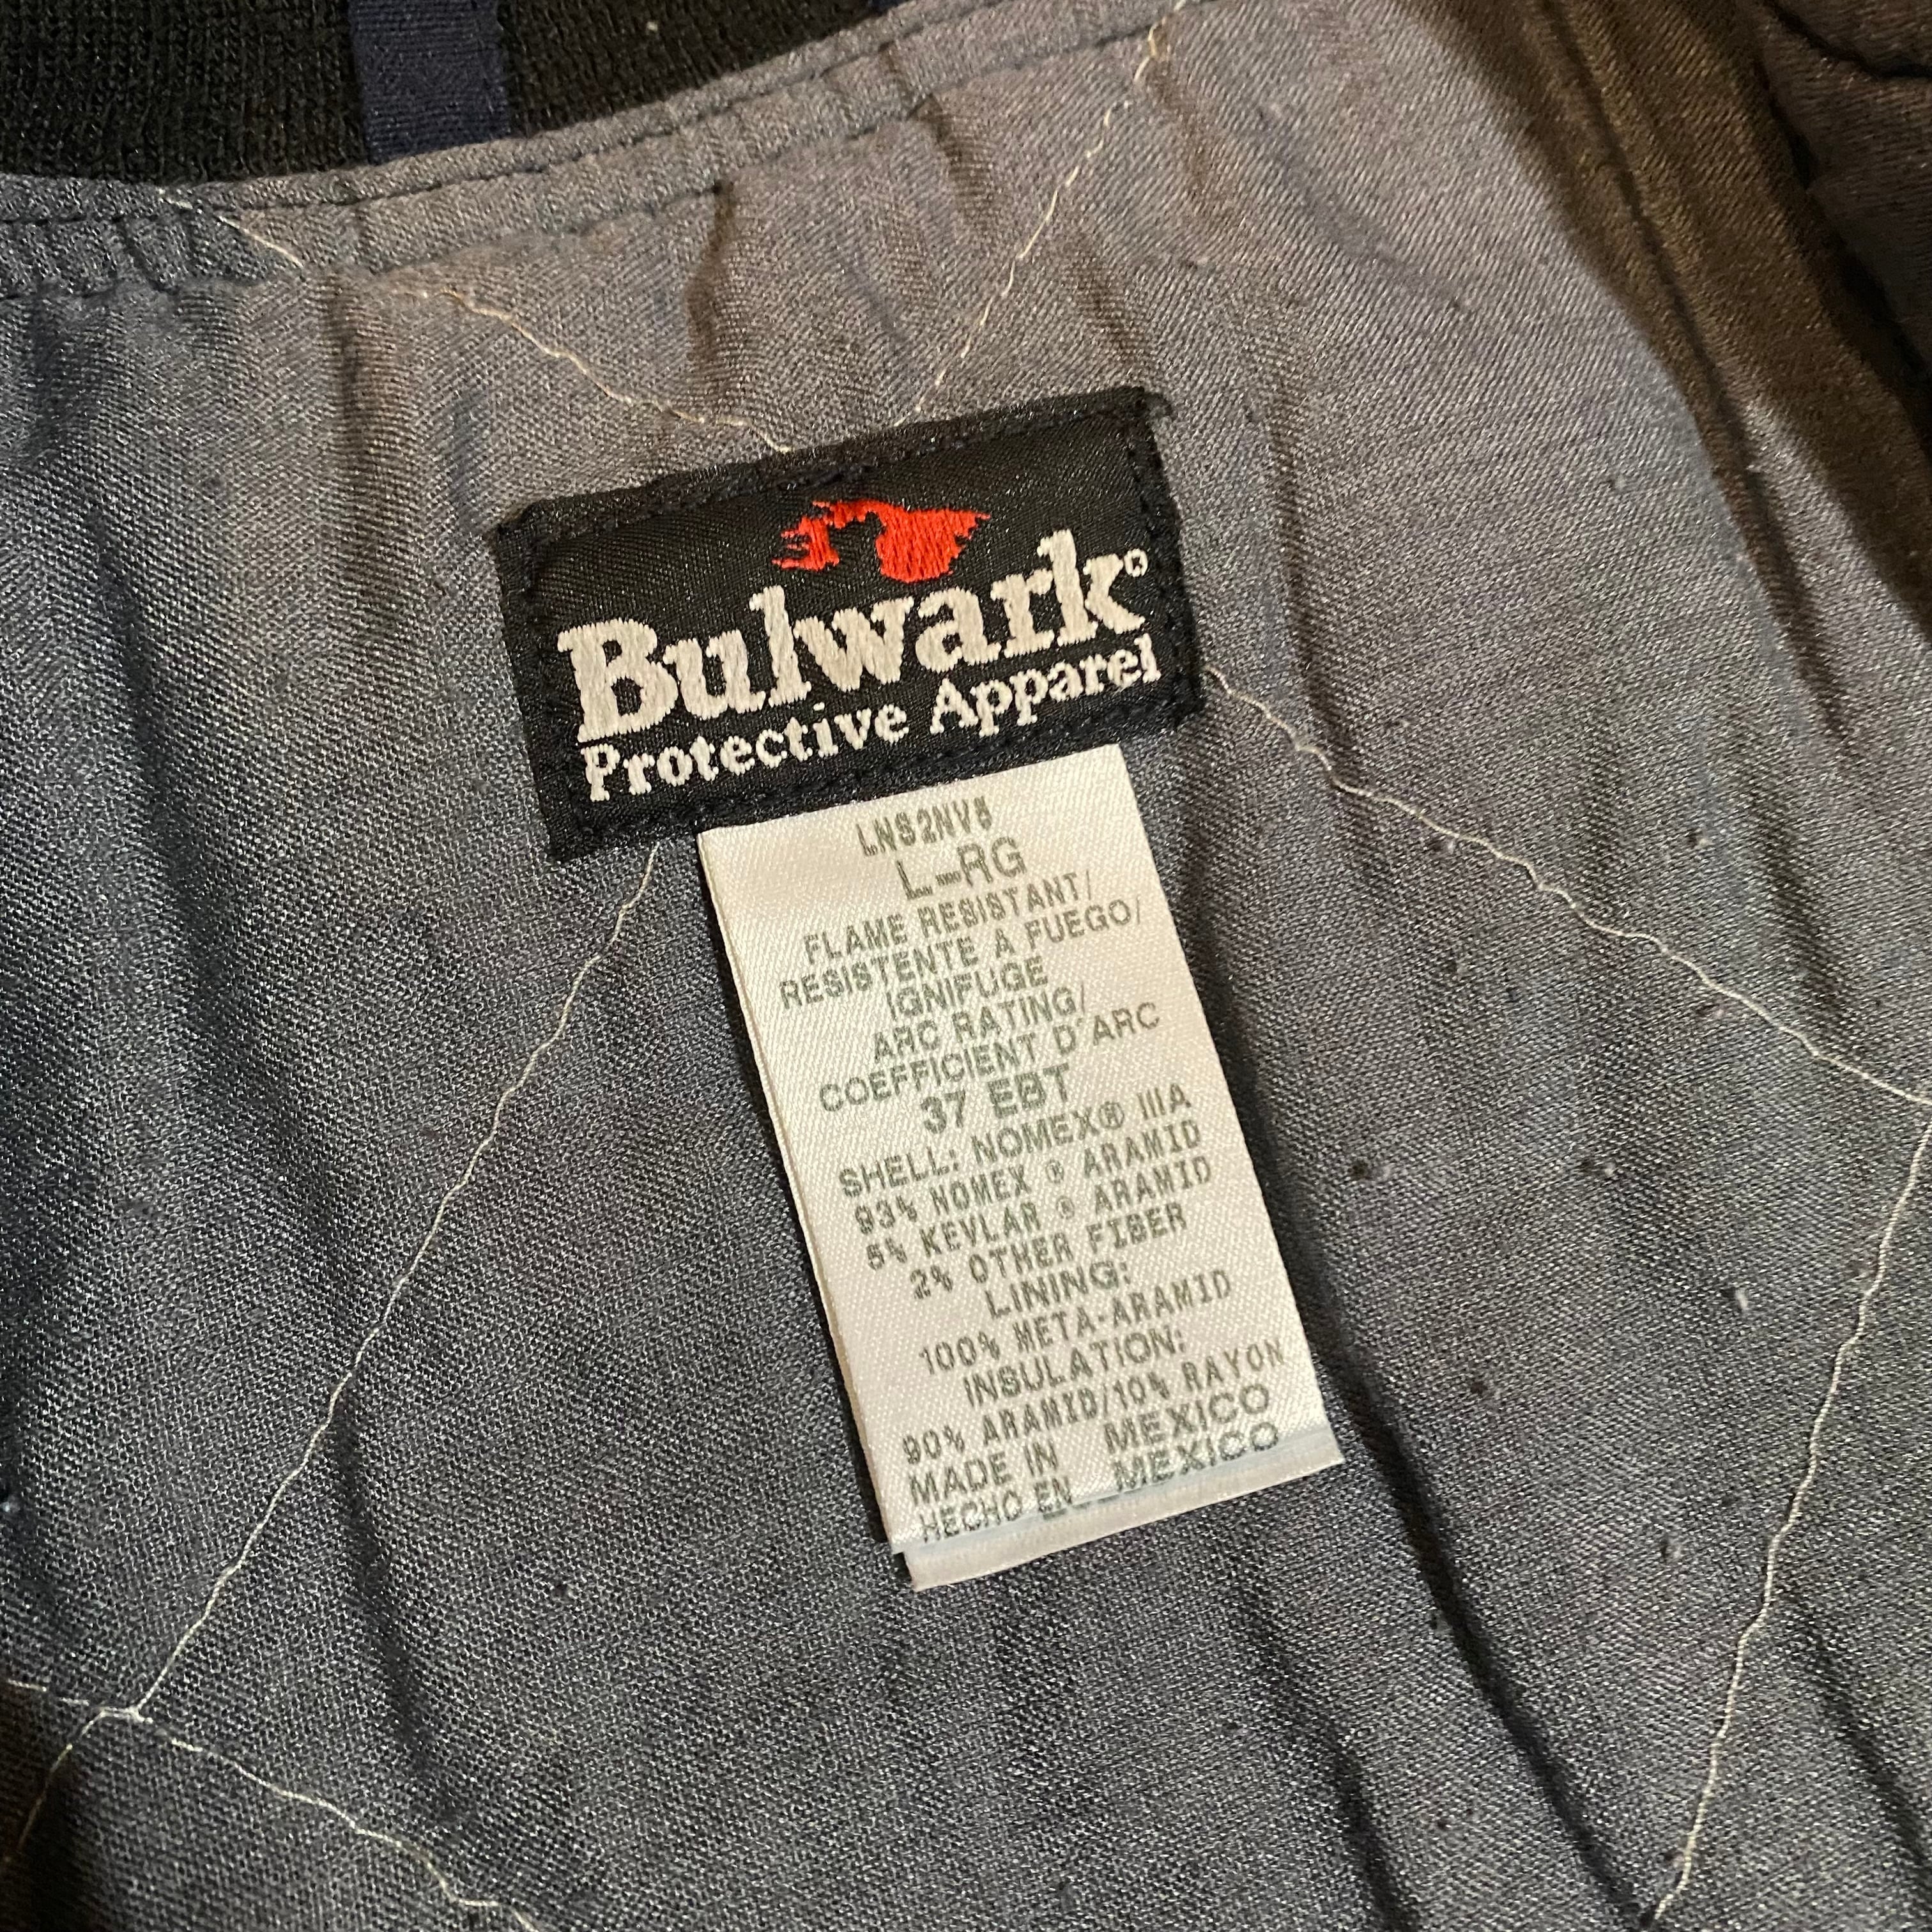 Bulwark®
Protective Apparel
LNS2NV8
L-RG
FLAME RESISTANT/
RESISTENTE A FUEGO/
IGNIFUGE
ARC RATING/
COEFFICIENT D'ARC
37 EBT
SHELL: NOMEX® IIIA
93% NOMEX ® ARAMID
5% KEVLAR ® ARAMID
2% OTHER FIBER
LINING:
100% META-ARAMID
INSULATION:
90% ARAMID/10% RAYON
MADE IN MEXICO
HECHO EN MEXICO